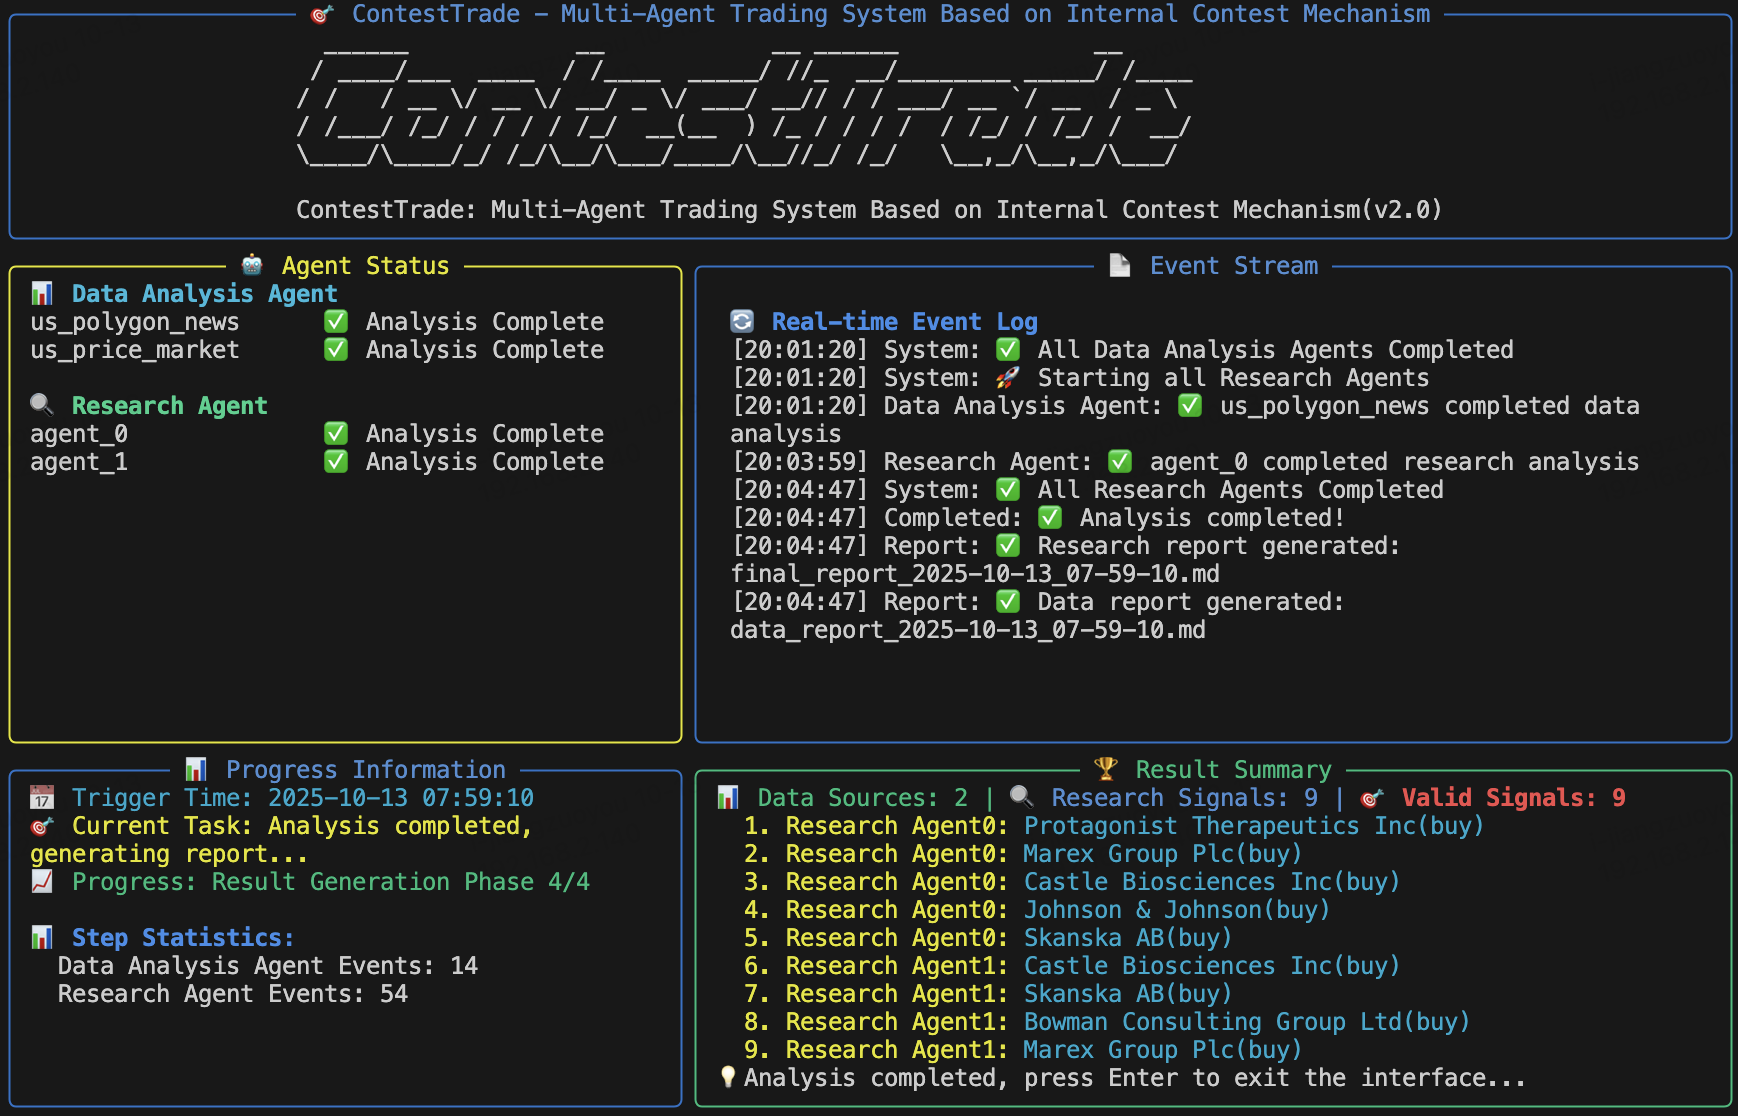 🎯 ContestTrade - Multi-Agent Trading System Based on Internal Contest Mechanism
ContestTrade
ContestTrade: Multi-Agent Trading System Based on Internal Contest Mechanism(v2.0)
🤖 Agent Status
📊 Data Analysis Agent
us_polygon_news ✅ Analysis Complete
us_price_market ✅ Analysis Complete
🔍 Research Agent
agent_0 ✅ Analysis Complete
agent_1 ✅ Analysis Complete
📄 Event Stream
🔄 Real-time Event Log
[20:01:20] System: ✅ All Data Analysis Agents Completed
[20:01:20] System: 🚀 Starting all Research Agents
[20:01:20] Data Analysis Agent: ✅ us_polygon_news completed data
analysis
[20:03:59] Research Agent: ✅ agent_0 completed research analysis
[20:04:47] System: ✅ All Research Agents Completed
[20:04:47] Completed: ✅ Analysis completed!
[20:04:47] Report: ✅ Research report generated:
final_report_2025-10-13_07-59-10.md
[20:04:47] Report: ✅ Data report generated:
data_report_2025-10-13_07-59-10.md
📊 Progress Information
📅 Trigger Time: 2025-10-13 07:59:10
🎯 Current Task: Analysis completed,
generating report...
📈 Progress: Result Generation Phase 4/4
📊 Step Statistics:
Data Analysis Agent Events: 14
Research Agent Events: 54
🏆 Result Summary
📊 Data Sources: 2 | 🔍 Research Signals: 9 | 🎯 Valid Signals: 9
1. Research Agent0: Protagonist Therapeutics Inc(buy)
2. Research Agent0: Marex Group Plc(buy)
3. Research Agent0: Castle Biosciences Inc(buy)
4. Research Agent0: Johnson & Johnson(buy)
5. Research Agent0: Skanska AB(buy)
6. Research Agent1: Castle Biosciences Inc(buy)
7. Research Agent1: Skanska AB(buy)
8. Research Agent1: Bowman Consulting Group Ltd(buy)
9. Research Agent1: Marex Group Plc(buy)
💡Analysis completed, press Enter to exit the interface...